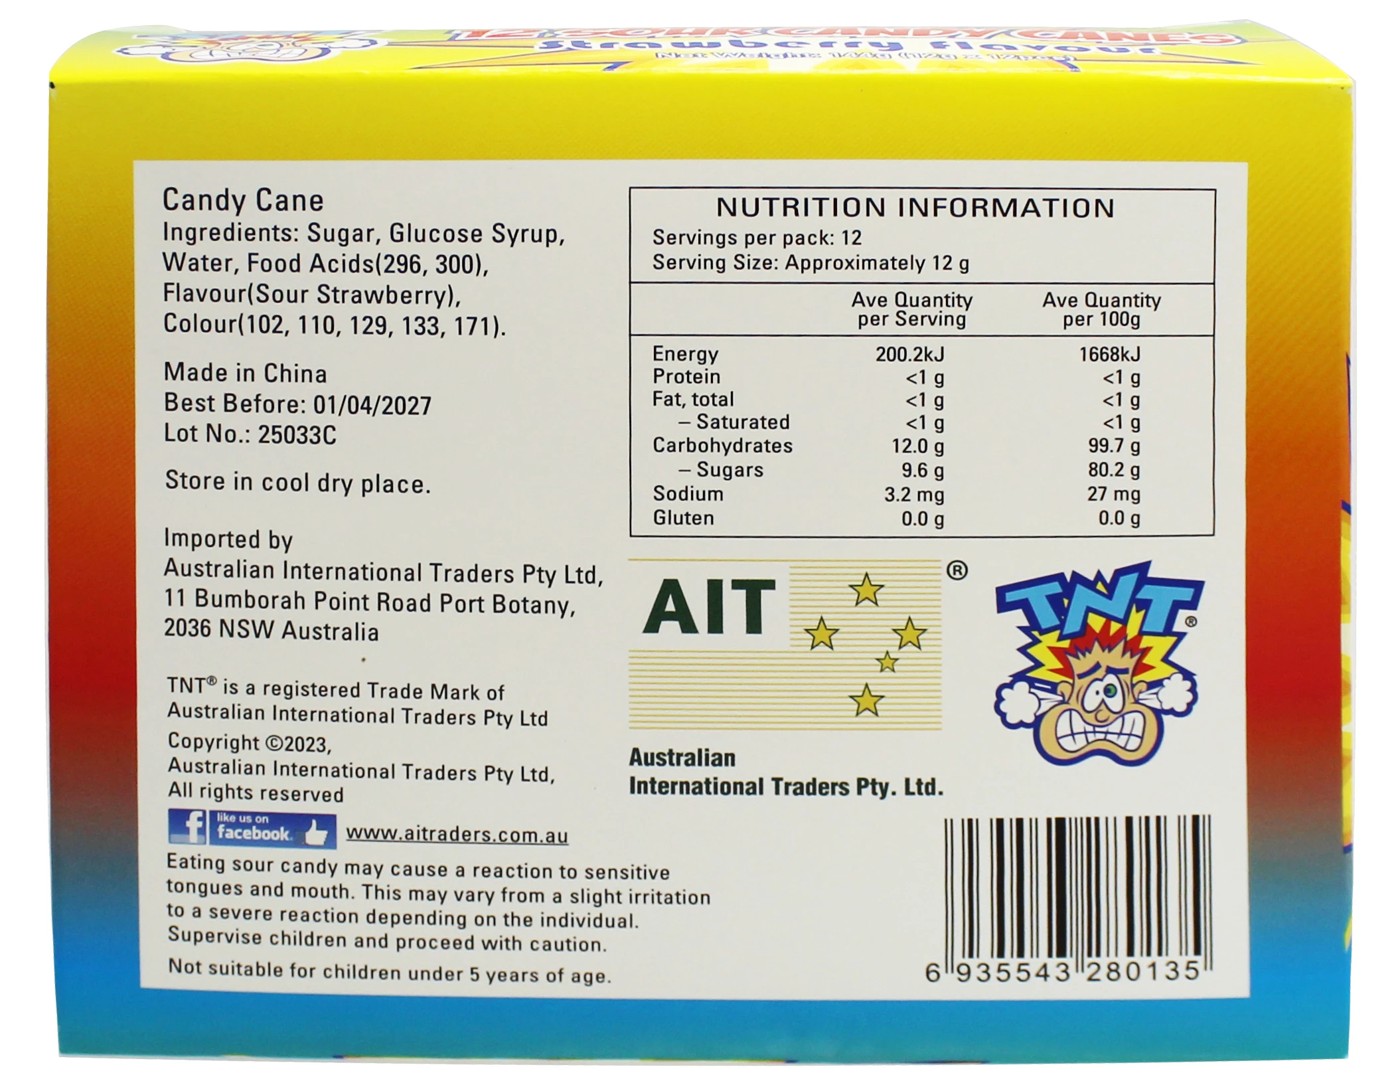 12 SOUR CANDY CANES
Strawberry Flavour
Net Weight: 144g (12g x 12pcs)
Candy Cane
Ingredients: Sugar, Glucose Syrup,
Water, Food Acids(296, 300),
Flavour(Sour Strawberry),
Colour(102, 110, 129, 133, 171).
Made in China
Best Before: 01/04/2027
Lot No.: 25033C
Store in cool dry place.
Imported by
Australian International Traders Pty Ltd,
11 Bumborah Point Road Port Botany,
2036 NSW Australia
TNT® is a registered Trade Mark of
Australian International Traders Pty Ltd
Copyright ©2023,
Australian International Traders Pty Ltd,
All rights reserved
f like us on
facebook.
www.aitraders.com.au
Eating sour candy may cause a reaction to sensitive
tongues and mouth. This may vary from a slight irritation
to a severe reaction depending on the individual.
Supervise children and proceed with caution.
Not suitable for children under 5 years of age.
NUTRITION INFORMATION
Servings per pack: 12
Serving Size: Approximately 12 g
Ave Quantity Ave Quantity
per Serving per 100g
Energy 200.2kJ 1668kJ
Protein <1 g <1 g
Fat, total <1 g <1 g
– Saturated <1 g <1 g
Carbohydrates 12.0 g 99.7 g
– Sugars 9.6 g 80.2 g
Sodium 3.2 mg 27 mg
Gluten 0.0 g 0.0 g
AIT ®
Australian
International Traders Pty. Ltd.
TNT®
6 935543 280135